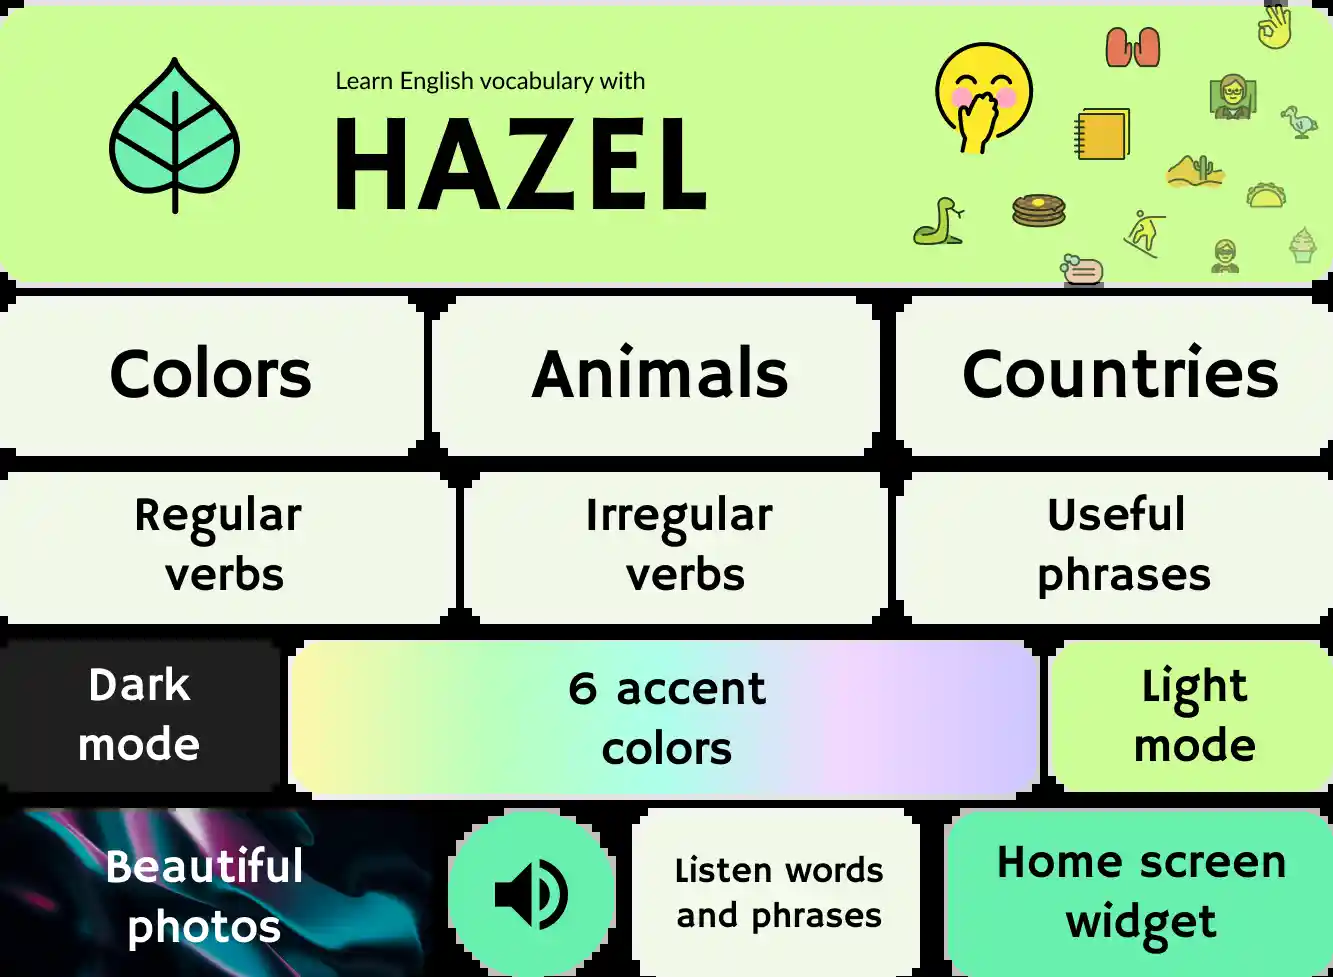 Learn English vocabulary with
HAZEL
Colors
Animals
Countries
Regular
verbs
Irregular
verbs
Useful
phrases
Dark
mode
6 accent
colors
Light
mode
Beautiful
photos
Listen words
and phrases
Home screen
widget